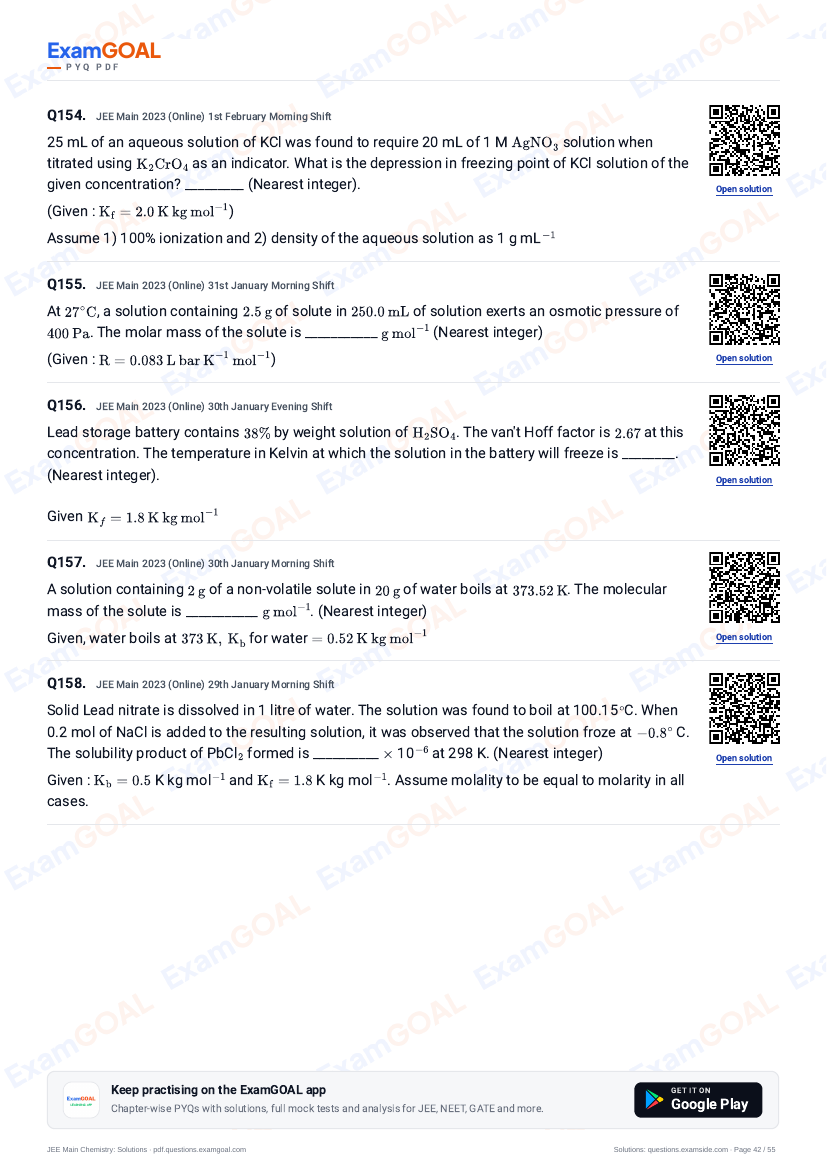 ExamGOAL
PYQ PDF
Q154. JEE Main 2023 (Online) 1st February Morning Shift
25 mL of an aqueous solution of KCl was found to require 20 mL of 1 M AgNO₃ solution when
titrated using K₂CrO₄ as an indicator. What is the depression in freezing point of KCl solution of the
given concentration? _________ (Nearest integer).
(Given : K_f = 2.0 K kg mol⁻¹)
Assume 1) 100% ionization and 2) density of the aqueous solution as 1 g mL⁻¹
Open solution
Q155. JEE Main 2023 (Online) 31st January Morning Shift
At 27°C, a solution containing 2.5 g of solute in 250.0 mL of solution exerts an osmotic pressure of
400 Pa. The molar mass of the solute is ___________ g mol⁻¹ (Nearest integer)
(Given : R = 0.083 L bar K⁻¹ mol⁻¹)
Open solution
Q156. JEE Main 2023 (Online) 30th January Evening Shift
Lead storage battery contains 38% by weight solution of H₂SO₄. The van't Hoff factor is 2.67 at this
concentration. The temperature in Kelvin at which the solution in the battery will freeze is ________.
(Nearest integer).
Given K_f = 1.8 K kg mol⁻¹
Open solution
Q157. JEE Main 2023 (Online) 30th January Morning Shift
A solution containing 2 g of a non-volatile solute in 20 g of water boils at 373.52 K. The molecular
mass of the solute is ___________ g mol⁻¹. (Nearest integer)
Given, water boils at 373 K, K_b for water = 0.52 K kg mol⁻¹
Open solution
Q158. JEE Main 2023 (Online) 29th January Morning Shift
Solid Lead nitrate is dissolved in 1 litre of water. The solution was found to boil at 100.15°C. When
0.2 mol of NaCl is added to the resulting solution, it was observed that the solution froze at −0.8° C.
The solubility product of PbCl₂ formed is __________ × 10⁻⁶ at 298 K. (Nearest integer)
Given : K_b = 0.5 K kg mol⁻¹ and K_f = 1.8 K kg mol⁻¹. Assume molality to be equal to molarity in all
cases.
Open solution
ExamGOAL
Keep practising on the ExamGOAL app
Chapter-wise PYQs with solutions, full mock tests and analysis for JEE, NEET, GATE and more.
GET IT ON
Google Play
JEE Main Chemistry: Solutions · pdf.questions.examgoal.com
Solutions: questions.examside.com · Page 42 / 55